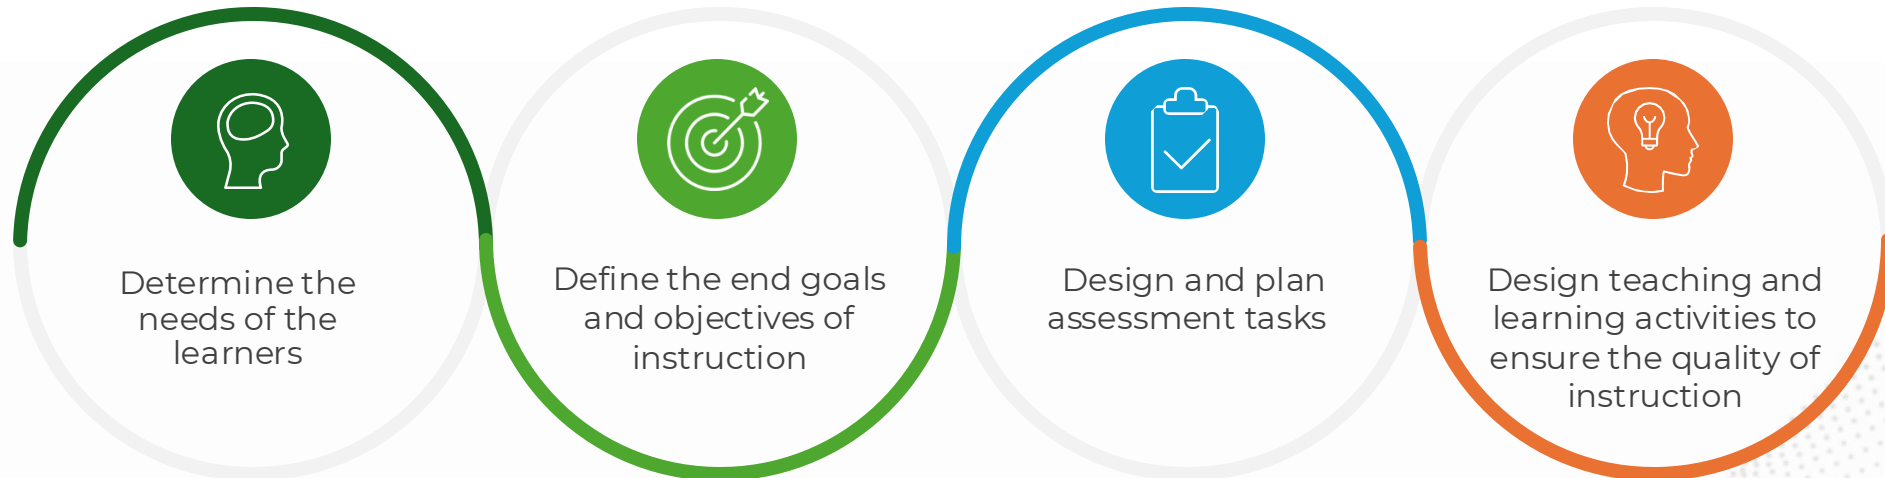 Determine the
needs of the
learners
Define the end goals
and objectives of
instruction
Design and plan
assessment tasks
Design teaching and
learning activities to
ensure the quality of
instruction